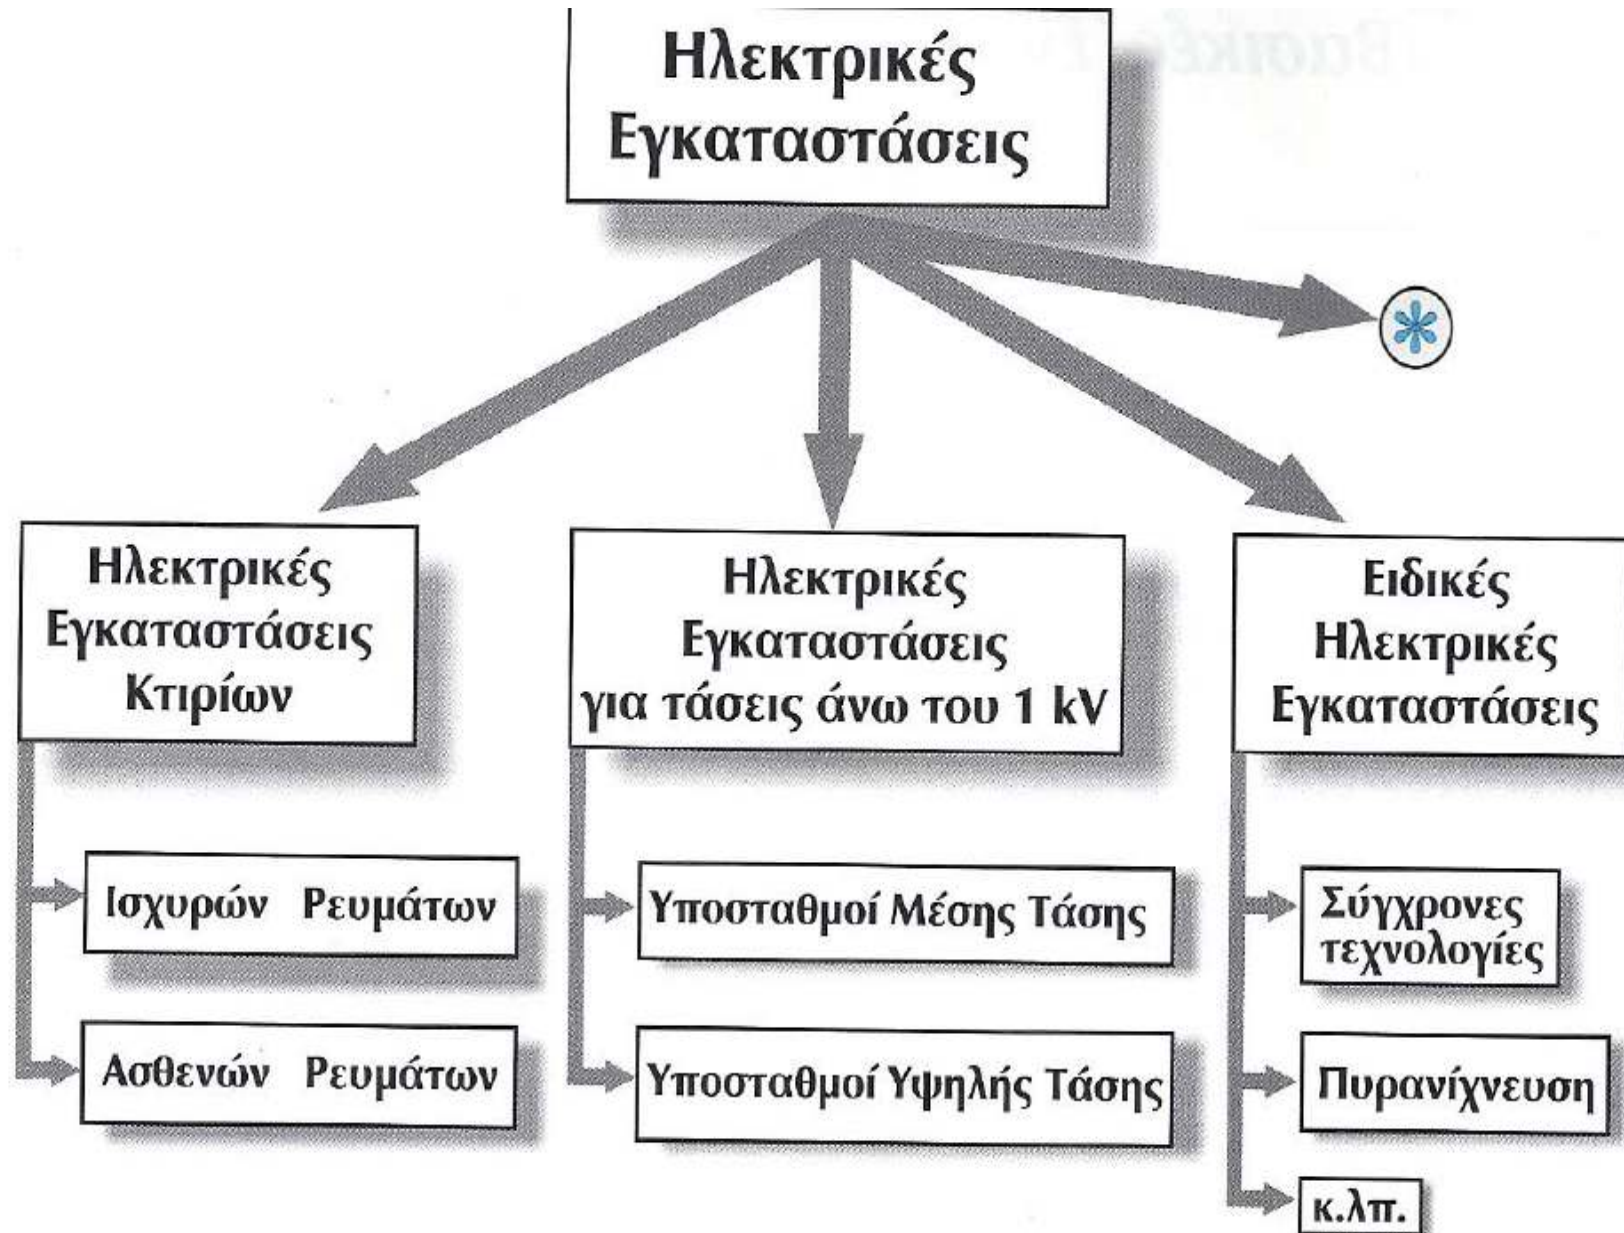 Ηλεκτρικές
Εγκαταστάσεις
Ηλεκτρικές
Εγκαταστάσεις
Κτιρίων
Ισχυρών Ρευμάτων
Ασθενών Ρευμάτων
Ηλεκτρικές
Εγκαταστάσεις
για τάσεις άνω του 1 kV
Υποσταθμοί Μέσης Τάσης
Υποσταθμοί Υψηλής Τάσης
Ειδικές
Ηλεκτρικές
Εγκαταστάσεις
Σύγχρονες
τεχνολογίες
Πυρανίχνευση
κ.λπ.